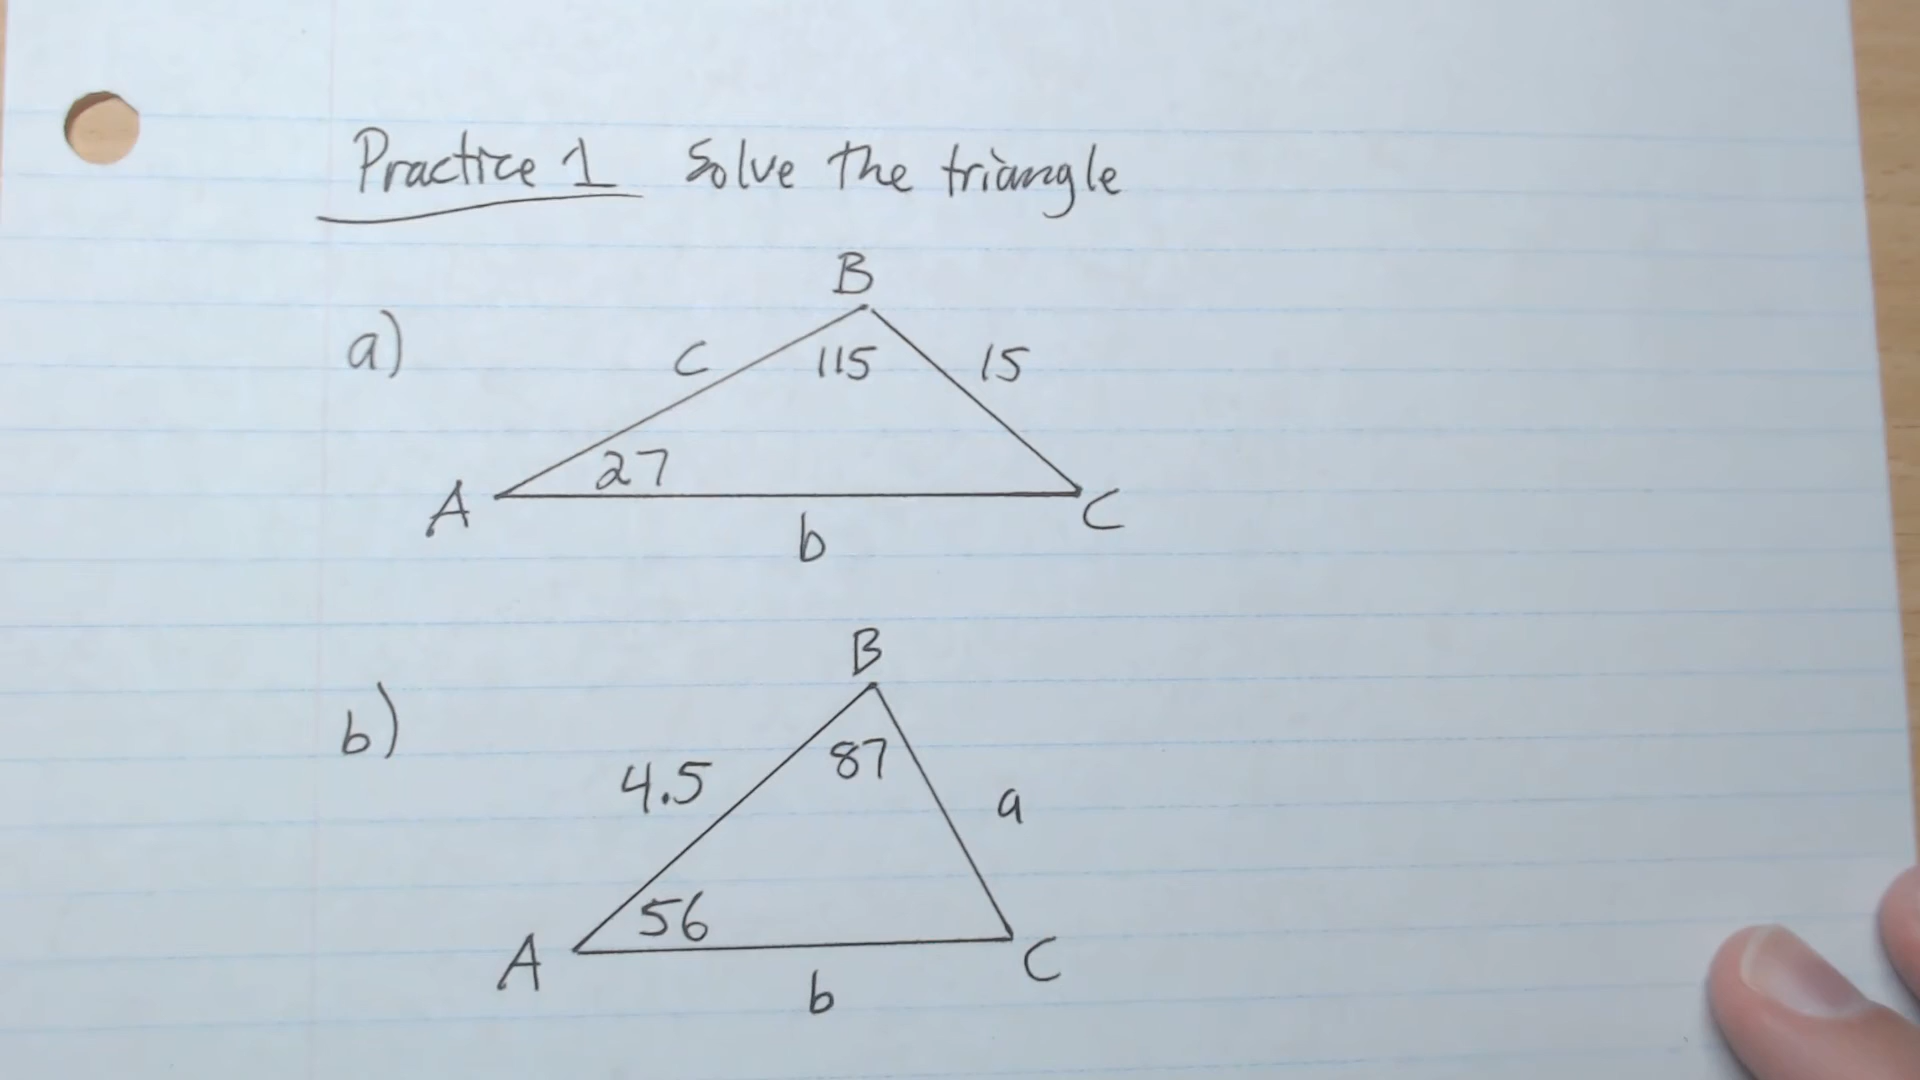 Practice 1 Solve the triangle
B
a)
c 115 15
27
A C
b
B
b)
87
4.5 a
56
A C
b